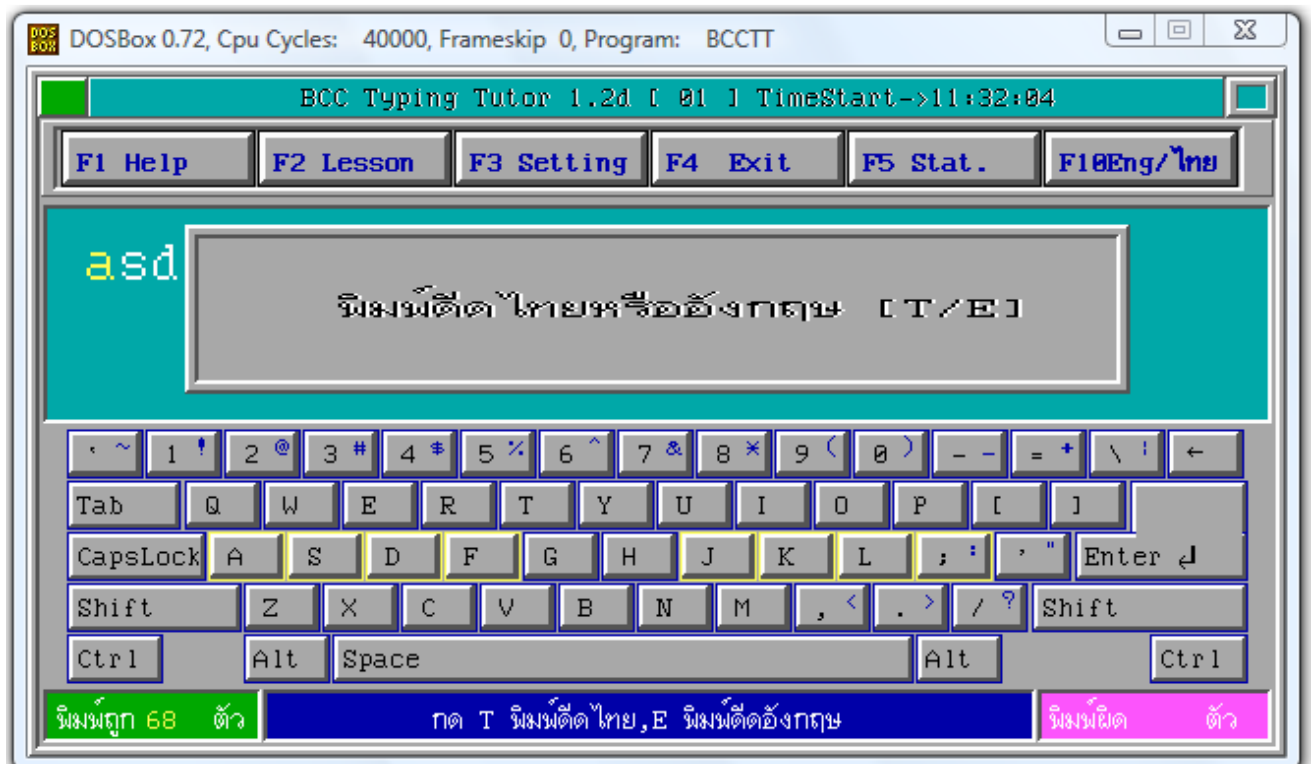 DOSBox 0.72, Cpu Cycles: 40000, Frameskip 0, Program: BCCTT
BCC Typing Tutor 1.2d [ 01 ] TimeStart->11:32:04
F1 Help F2 Lesson F3 Setting F4 Exit F5 Stat. F10Eng/ไทย
asd
พิมพ์ดีดไทยหรืออังกฤษ [T/E]
` ~ 1 ! 2 @ 3 # 4 $ 5 % 6 ^ 7 & 8 * 9 ( 0 ) - - = + \ ¦ ←
Tab Q W E R T Y U I O P [ ]
CapsLock A S D F G H J K L ; : ' " Enter ↲
Shift Z X C V B N M , < . > / ? Shift
Ctrl Alt Space Alt Ctrl
พิมพ์ถูก 68 ตัว กด T พิมพ์ดีดไทย,E พิมพ์ดีดอังกฤษ พิมพ์ผิด ตัว